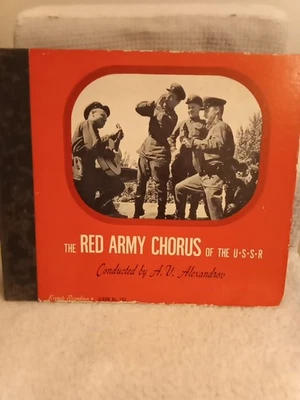 THE RED ARMY CHORUS OF THE U·S·S·R
Conducted by A. V. Alexandrov